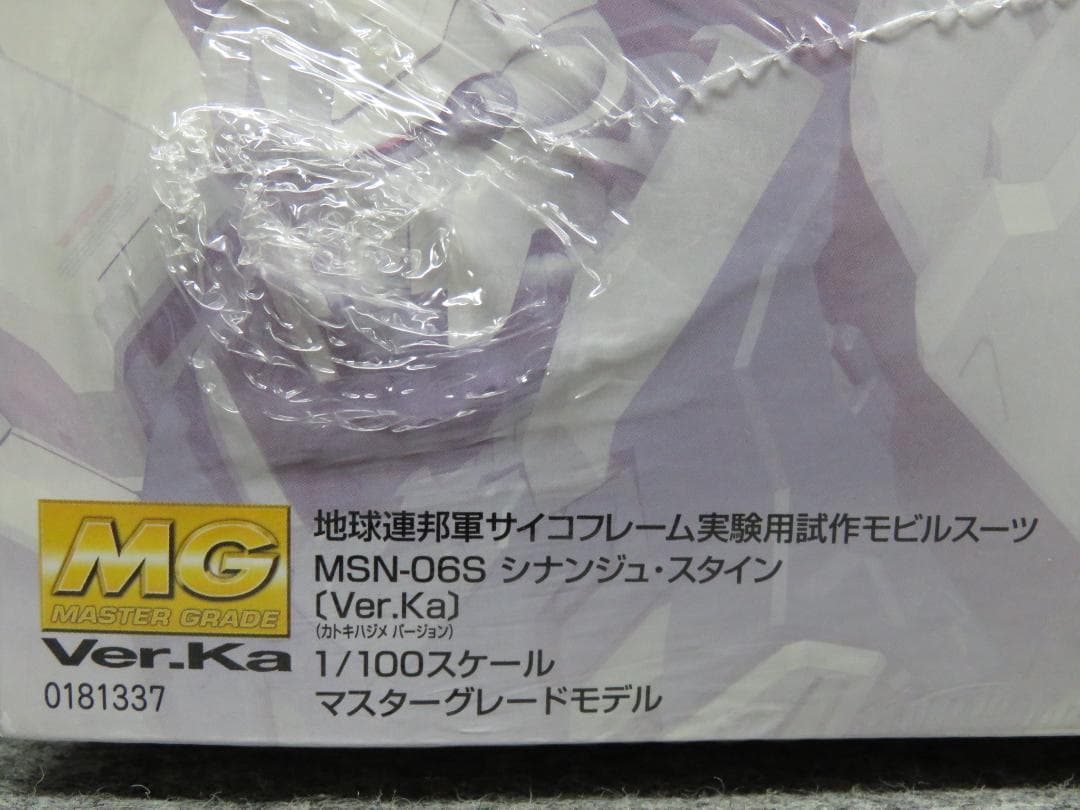 MG
MASTER GRADE
Ver.Ka
0181337
地球連邦軍サイコフレーム実験用試作モビルスーツ
MSN-06S シナンジュ・スタイン
〔Ver.Ka〕
(カトキハジメ バージョン)
1/100スケール
マスターグレードモデル